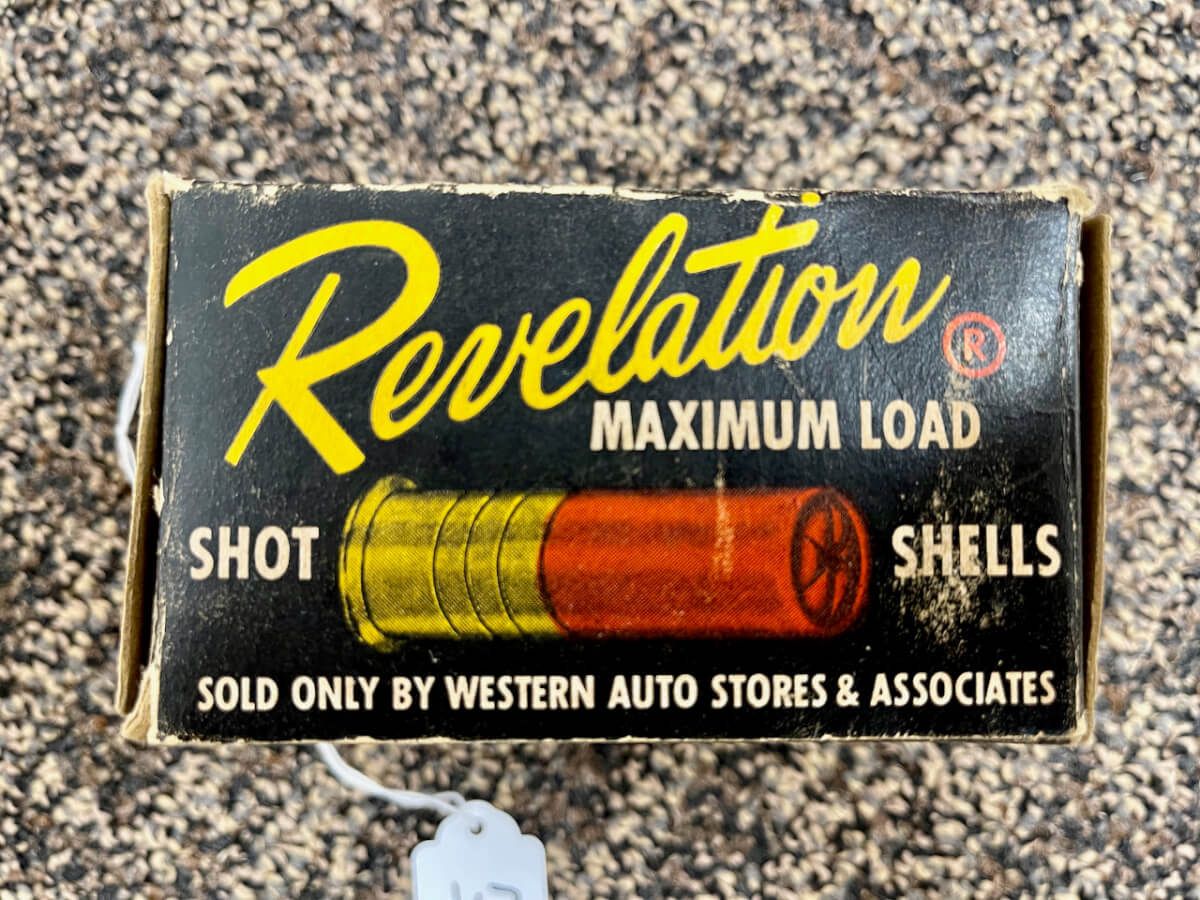 Revelation ®
MAXIMUM LOAD
SHOT SHELLS
SOLD ONLY BY WESTERN AUTO STORES & ASSOCIATES